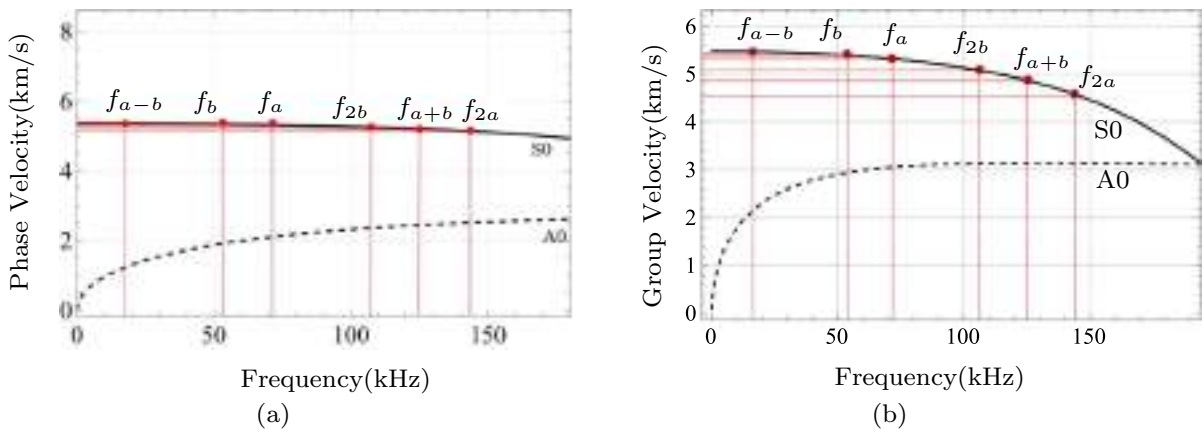 8
6
4
2
0
Phase Velocity(km/s)
f_{a−b} f_b f_a f_{2b} f_{a+b} f_{2a}
S0
A0
0 50 100 150
Frequency(kHz)
(a)
6
5
4
3
2
1
0
Group Velocity(km/s)
f_{a−b} f_b f_a f_{2b} f_{a+b} f_{2a}
S0
A0
0 50 100 150
Frequency(kHz)
(b)